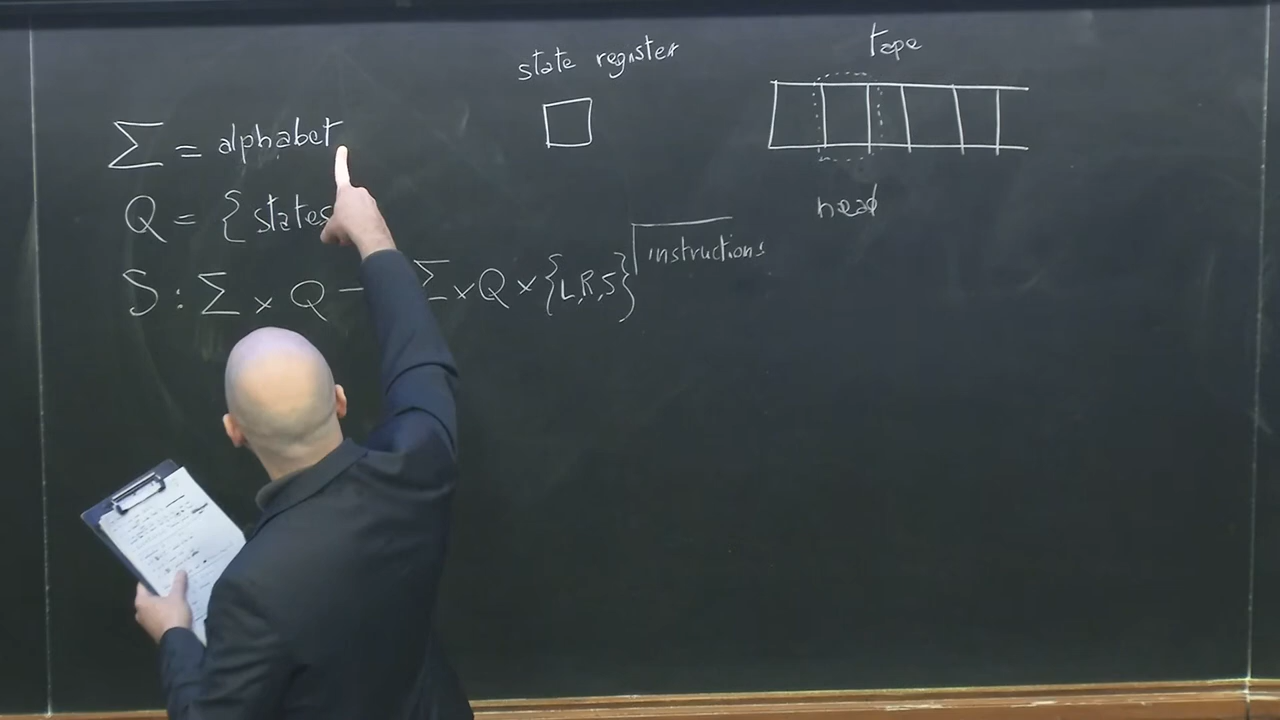 state register
tape
Σ = alphabet
Q = { states
head
instructions
S : Σ × Q — Σ × Q × {L,R,S}